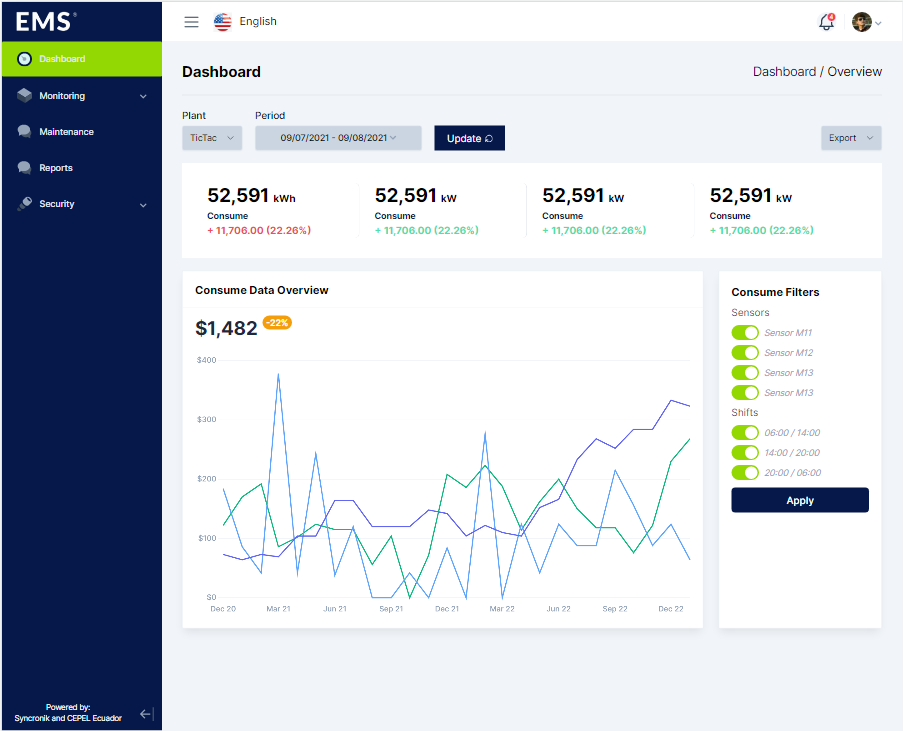 EMS®
English
4
Dashboard
Monitoring
Maintenance
Reports
Security
Powered by:
Syncronik and CEPEL Ecuador
Dashboard
Dashboard / Overview
Plant
Period
TicTac
09/07/2021 - 09/08/2021
Update
Export
52,591 kWh
Consume
+ 11,706.00 (22.26%)
52,591 kW
Consume
+ 11,706.00 (22.26%)
52,591 kW
Consume
+ 11,706.00 (22.26%)
52,591 kW
Consume
+ 11,706.00 (22.26%)
Consume Data Overview
$1,482 -22%
$400
$300
$200
$100
$0
Dec 20 Mar 21 Jun 21 Sep 21 Dec 21 Mar 22 Jun 22 Sep 22 Dec 22
Consume Filters
Sensors
Sensor M11
Sensor M12
Sensor M13
Sensor M13
Shifts
06:00 / 14:00
14:00 / 20:00
20:00 / 06:00
Apply